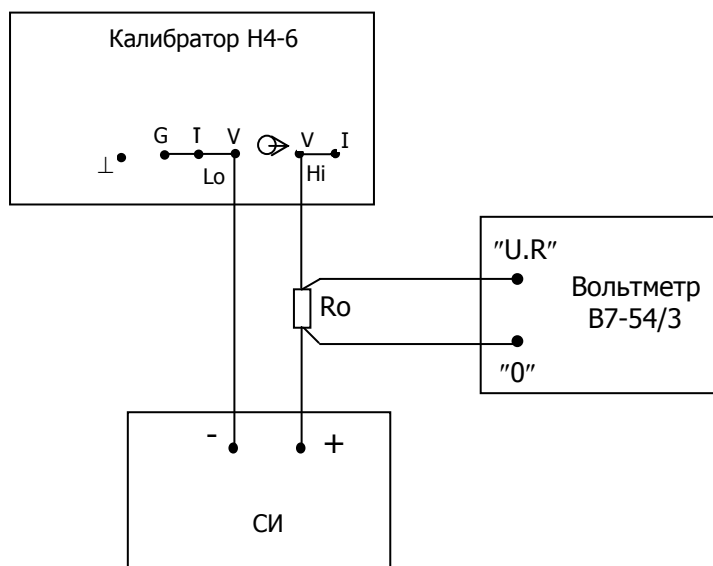 Калибратор Н4-6
G I V V I
⊥ Lo Hi
"U.R"
Ro
Вольтметр
В7-54/3
"0"
- +
СИ